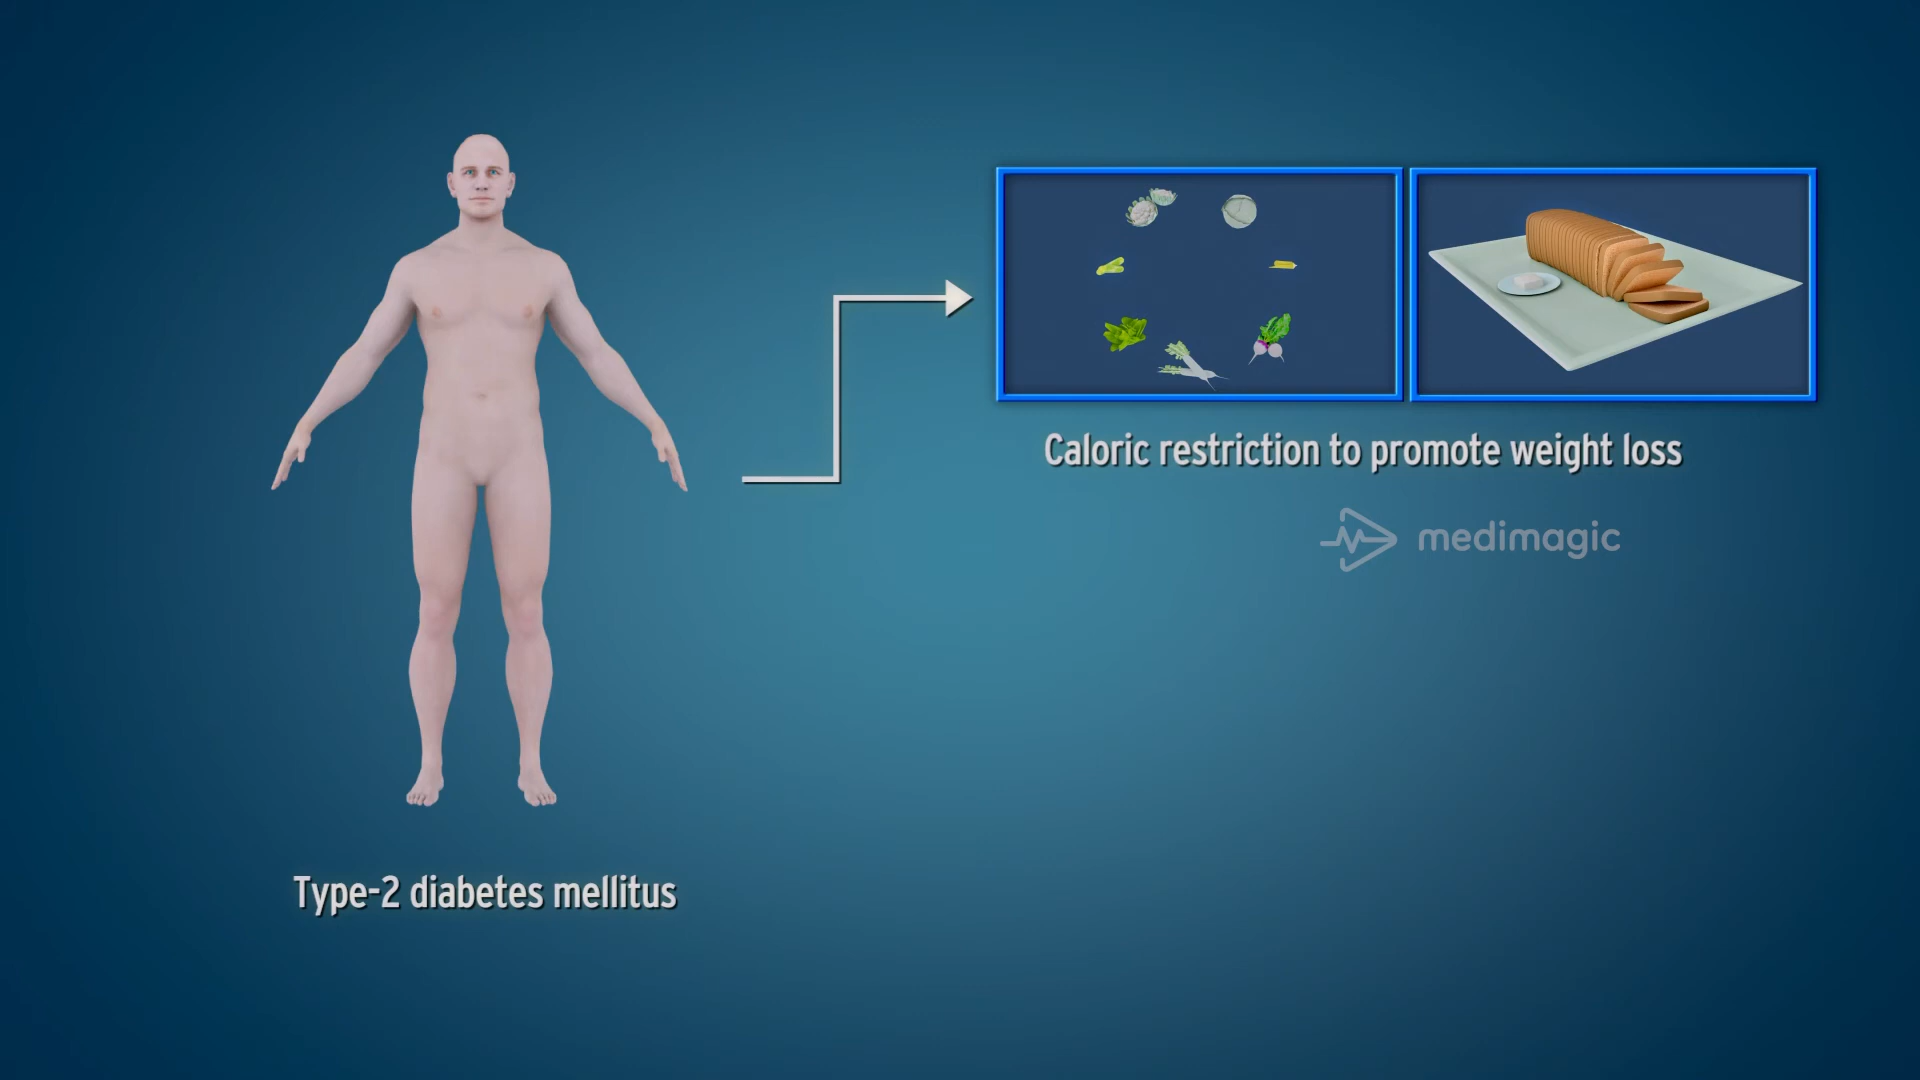 Caloric restriction to promote weight loss
medimagic
Type-2 diabetes mellitus